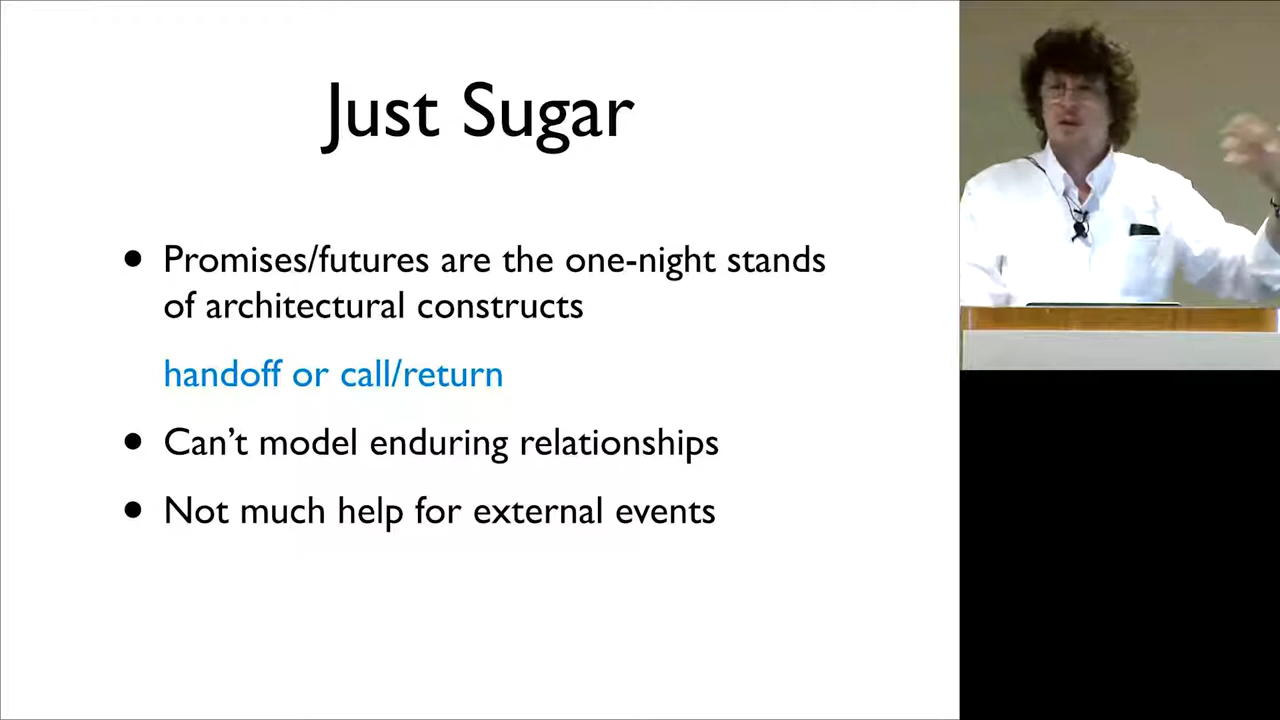 Just Sugar
• Promises/futures are the one-night stands
of architectural constructs
handoff or call/return
• Can’t model enduring relationships
• Not much help for external events